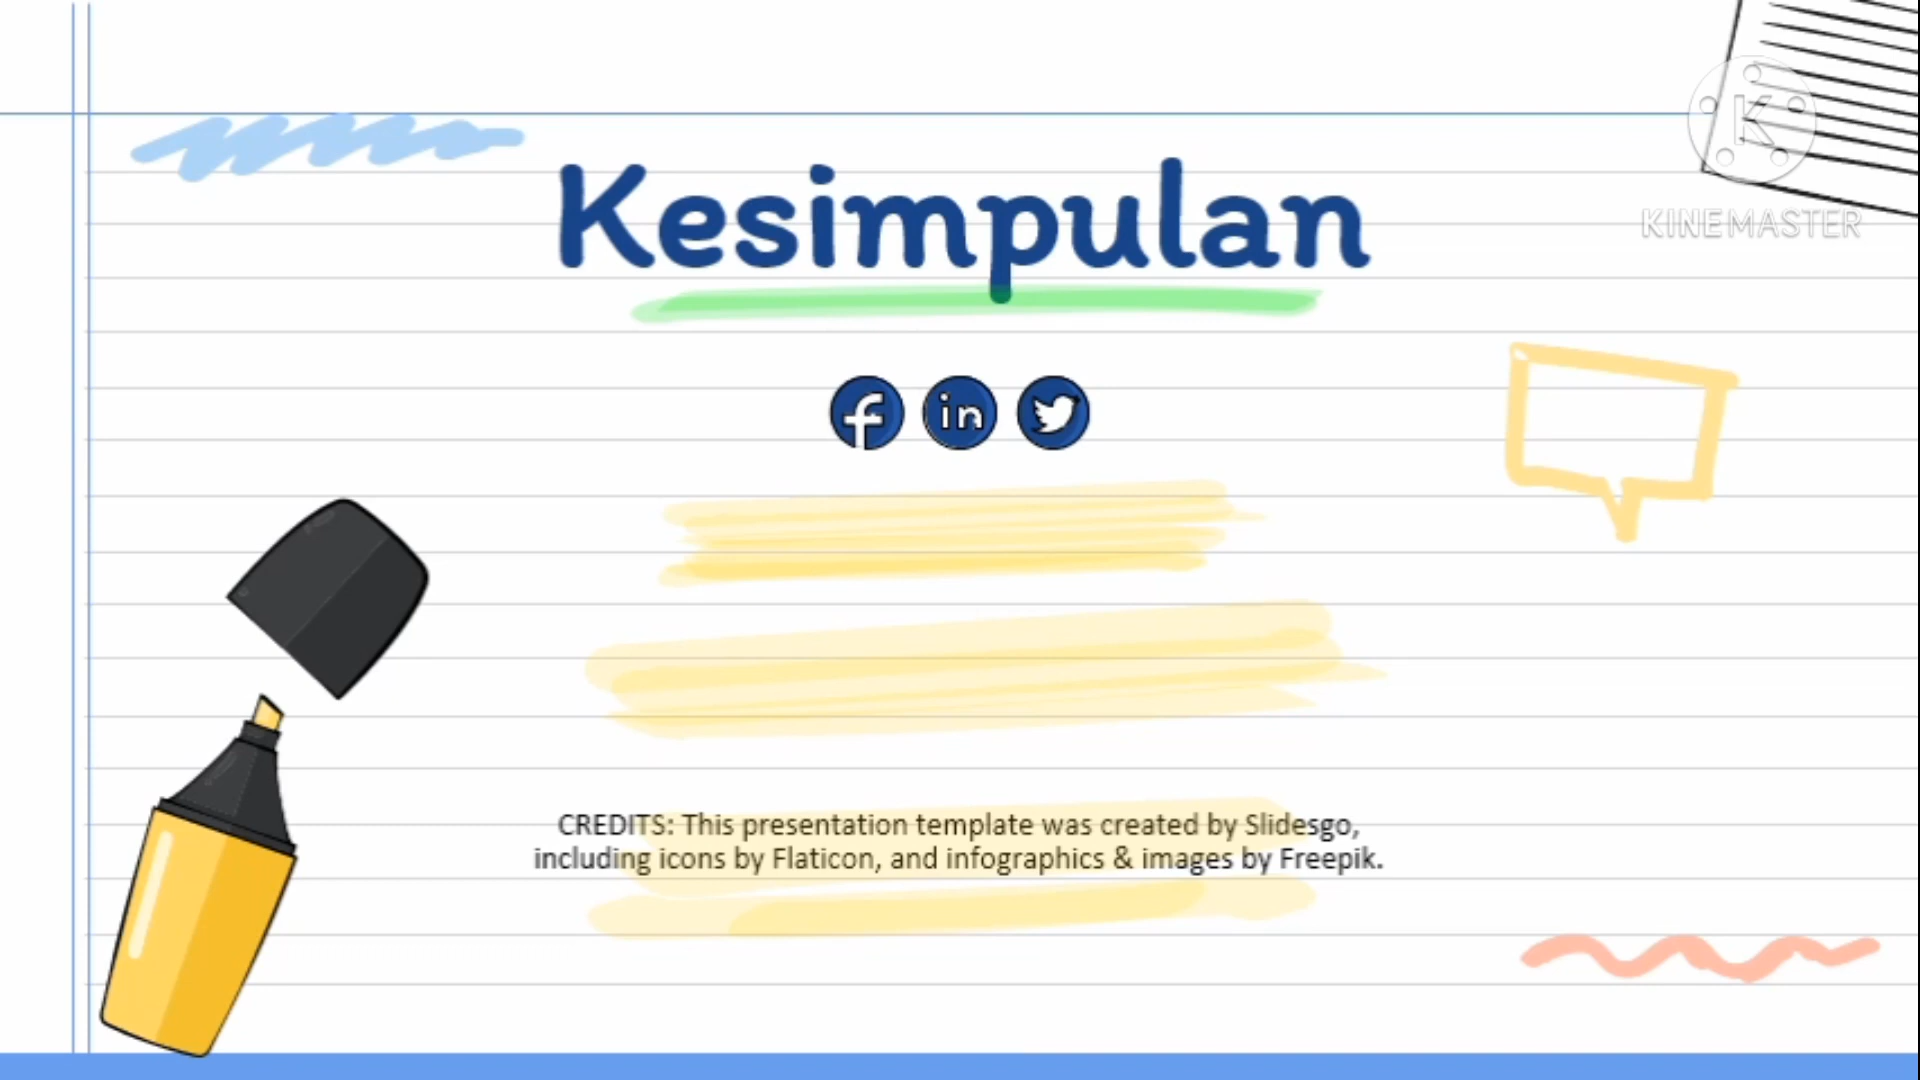 Kesimpulan
KINEMASTER
CREDITS: This presentation template was created by Slidesgo,
including icons by Flaticon, and infographics & images by Freepik.